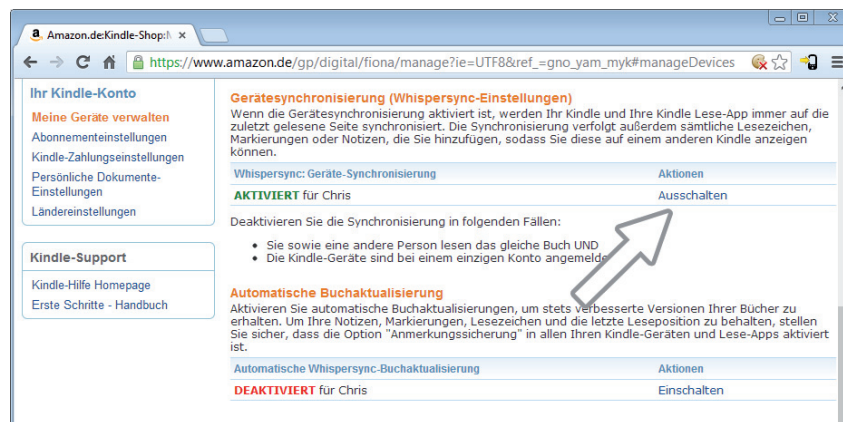 Amazon.de:Kindle-Shop:
https://www.amazon.de/gp/digital/fiona/manage?ie=UTF8&ref_=gno_yam_myk#manageDevices
Ihr Kindle-Konto
Meine Geräte verwalten
Abonnementeinstellungen
Kindle-Zahlungseinstellungen
Persönliche Dokumente-
Einstellungen
Ländereinstellungen
Kindle-Support
Kindle-Hilfe Homepage
Erste Schritte - Handbuch
Gerätesynchronisierung (Whispersync-Einstellungen)
Wenn die Gerätesynchronisierung aktiviert ist, werden Ihr Kindle und Ihre Kindle Lese-App immer auf die
zuletzt gelesene Seite synchronisiert. Die Synchronisierung verfolgt außerdem sämtliche Lesezeichen,
Markierungen oder Notizen, die Sie hinzufügen, sodass Sie diese auf einem anderen Kindle anzeigen
können.
Whispersync: Geräte-Synchronisierung Aktionen
AKTIVIERT für Chris Ausschalten
Deaktivieren Sie die Synchronisierung in folgenden Fällen:
• Sie sowie eine andere Person lesen das gleiche Buch UND
• Die Kindle-Geräte sind bei einem einzigen Konto angemelde
Automatische Buchaktualisierung
Aktivieren Sie automatische Buchaktualisierungen, um stets verbesserte Versionen Ihrer Bücher zu
erhalten. Um Ihre Notizen, Markierungen, Lesezeichen und die letzte Leseposition zu behalten, stellen
Sie sicher, dass die Option "Anmerkungssicherung" in allen Ihren Kindle-Geräten und Lese-Apps aktiviert
ist.
Automatische Whispersync-Buchaktualisierung Aktionen
DEAKTIVIERT für Chris Einschalten